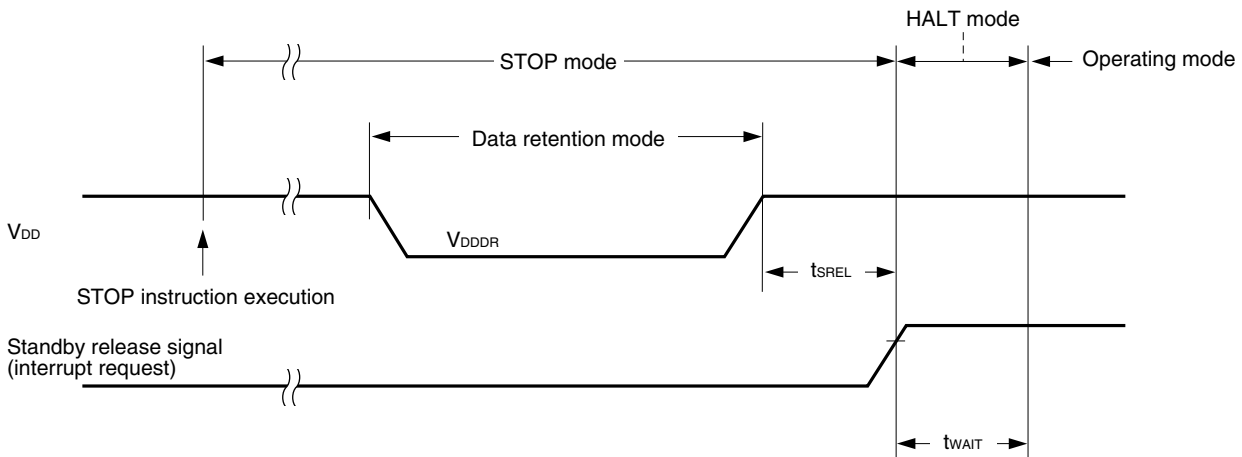 HALT mode
STOP mode
Operating mode
Data retention mode
VDD
VDDDR
tSREL
STOP instruction execution
Standby release signal
(interrupt request)
tWAIT